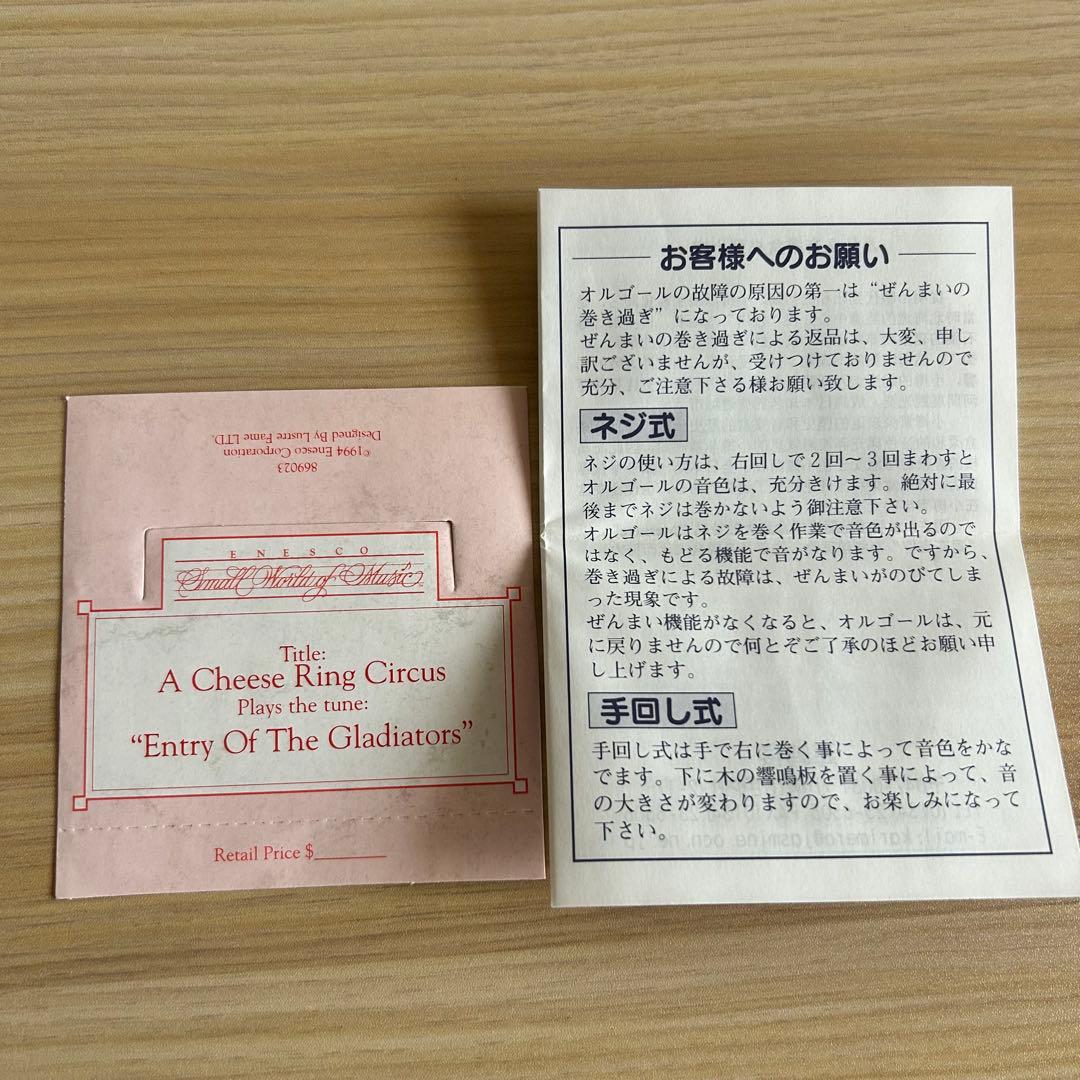 869023
©1994 Enesco Corporation
Designed By Lustre Fame LTD.
ENESCO
Small World of Music
Title:
A Cheese Ring Circus
Plays the tune:
“Entry Of The Gladiators”
Retail Price $
お客様へのお願い
オルゴールの故障の原因の第一は“ぜんまいの
巻き過ぎ”になっております。
ぜんまいの巻き過ぎによる返品は、大変、申し
訳ございませんが、受けつけておりませんので
充分、ご注意下さる様お願い致します。
ネジ式
ネジの使い方は、右回しで2回～3回まわすと
オルゴールの音色は、充分きけます。絶対に最
後までネジは巻かないよう御注意下さい。
オルゴールはネジを巻く作業で音色が出るので
はなく、もどる機能で音がなります。ですから、
巻き過ぎによる故障は、ぜんまいがのびてしま
った現象です。
ぜんまい機能がなくなると、オルゴールは、元
に戻りませんので何とぞご了承のほどお願い申
し上げます。
手回し式
手回し式は手で右に巻く事によって音色をかな
でます。下に木の響鳴板を置く事によって、音
の大きさが変わりますので、お楽しみになって
下さい。